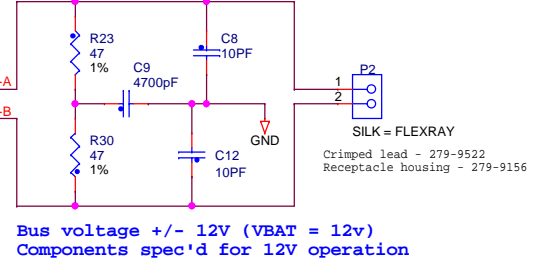 R23
47
1%
C8
10PF
C9
4700pF
-A
-B
P2
1
2
SILK = FLEXRAY
GND
R30
47
1%
C12
10PF
Crimped lead - 279-9522
Receptacle housing - 279-9156
Bus voltage +/- 12V (VBAT = 12v)
Components spec'd for 12V operation